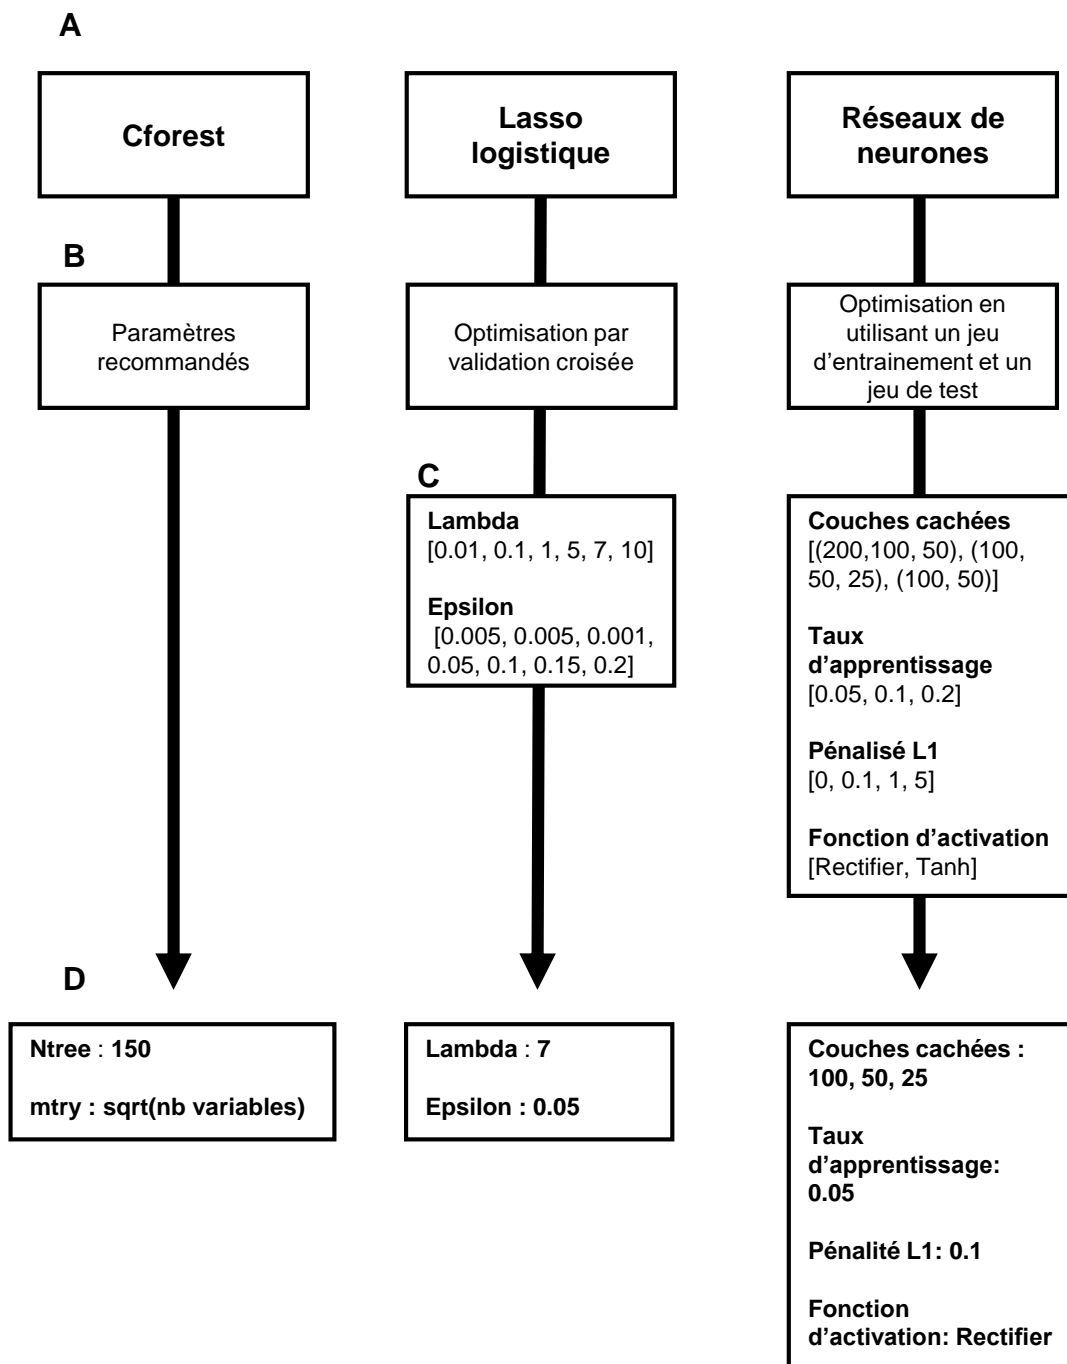 A
Cforest
Lasso
logistique
Réseaux de
neurones
B
Paramètres
recommandés
Optimisation par
validation croisée
Optimisation en
utilisant un jeu
d'entrainement et un
jeu de test
C
Lambda
[0.01, 0.1, 1, 5, 7, 10]
Epsilon
[0.005, 0.005, 0.001,
0.05, 0.1, 0.15, 0.2]
Couches cachées
[(200,100, 50), (100,
50, 25), (100, 50)]
Taux
d'apprentissage
[0.05, 0.1, 0.2]
Pénalisé L1
[0, 0.1, 1, 5]
Fonction d'activation
[Rectifier, Tanh]
D
Ntree : 150
mtry : sqrt(nb variables)
Lambda : 7
Epsilon : 0.05
Couches cachées :
100, 50, 25
Taux
d'apprentissage:
0.05
Pénalité L1: 0.1
Fonction
d'activation: Rectifier